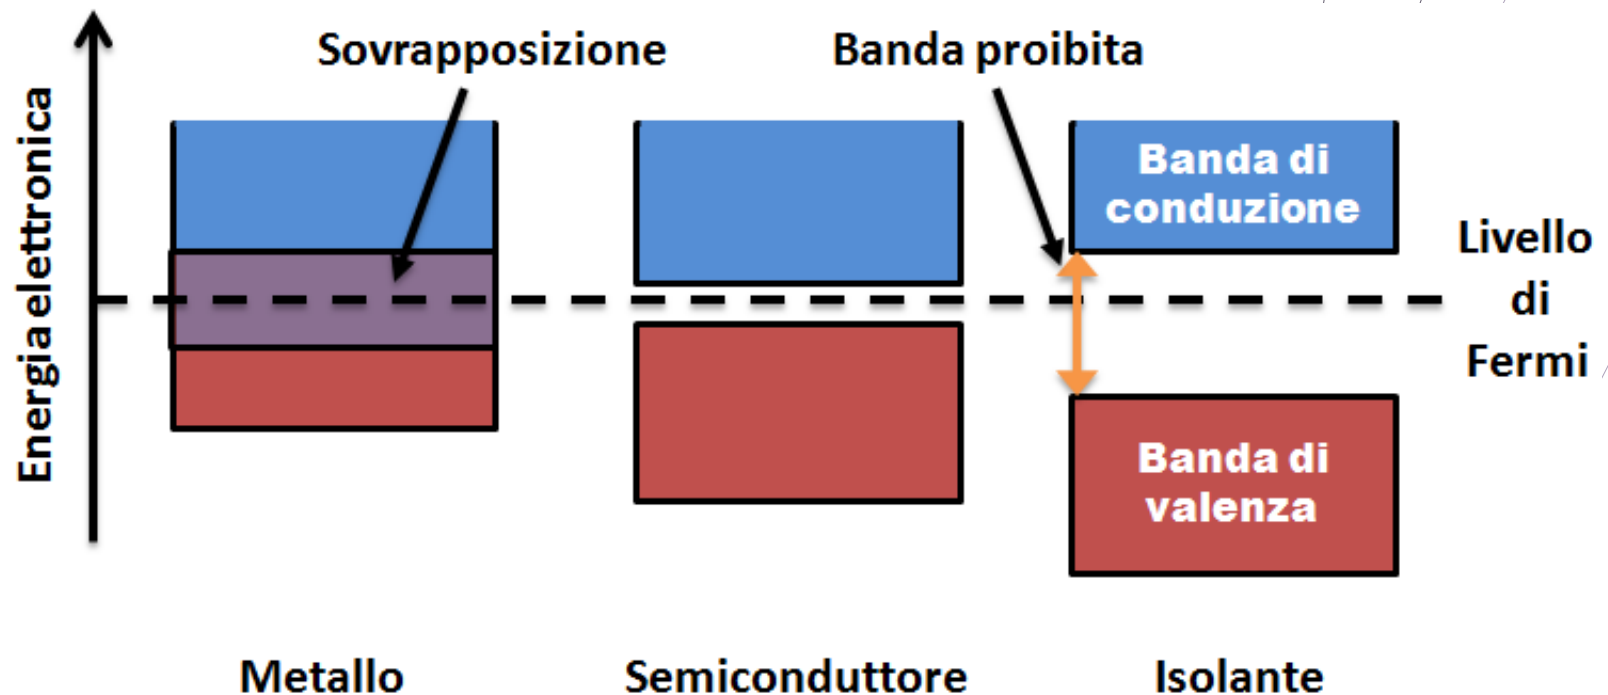 Sovrapposizione
Banda proibita
Energia elettronica
Banda di
conduzione
Livello
di
Fermi
Banda di
valenza
Metallo
Semiconduttore
Isolante